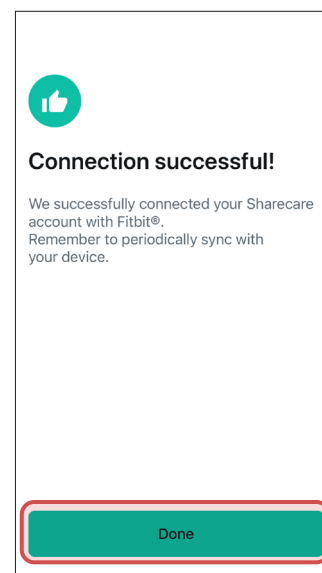 Connection successful!
We successfully connected your Sharecare
account with Fitbit®.
Remember to periodically sync with
your device.
Done